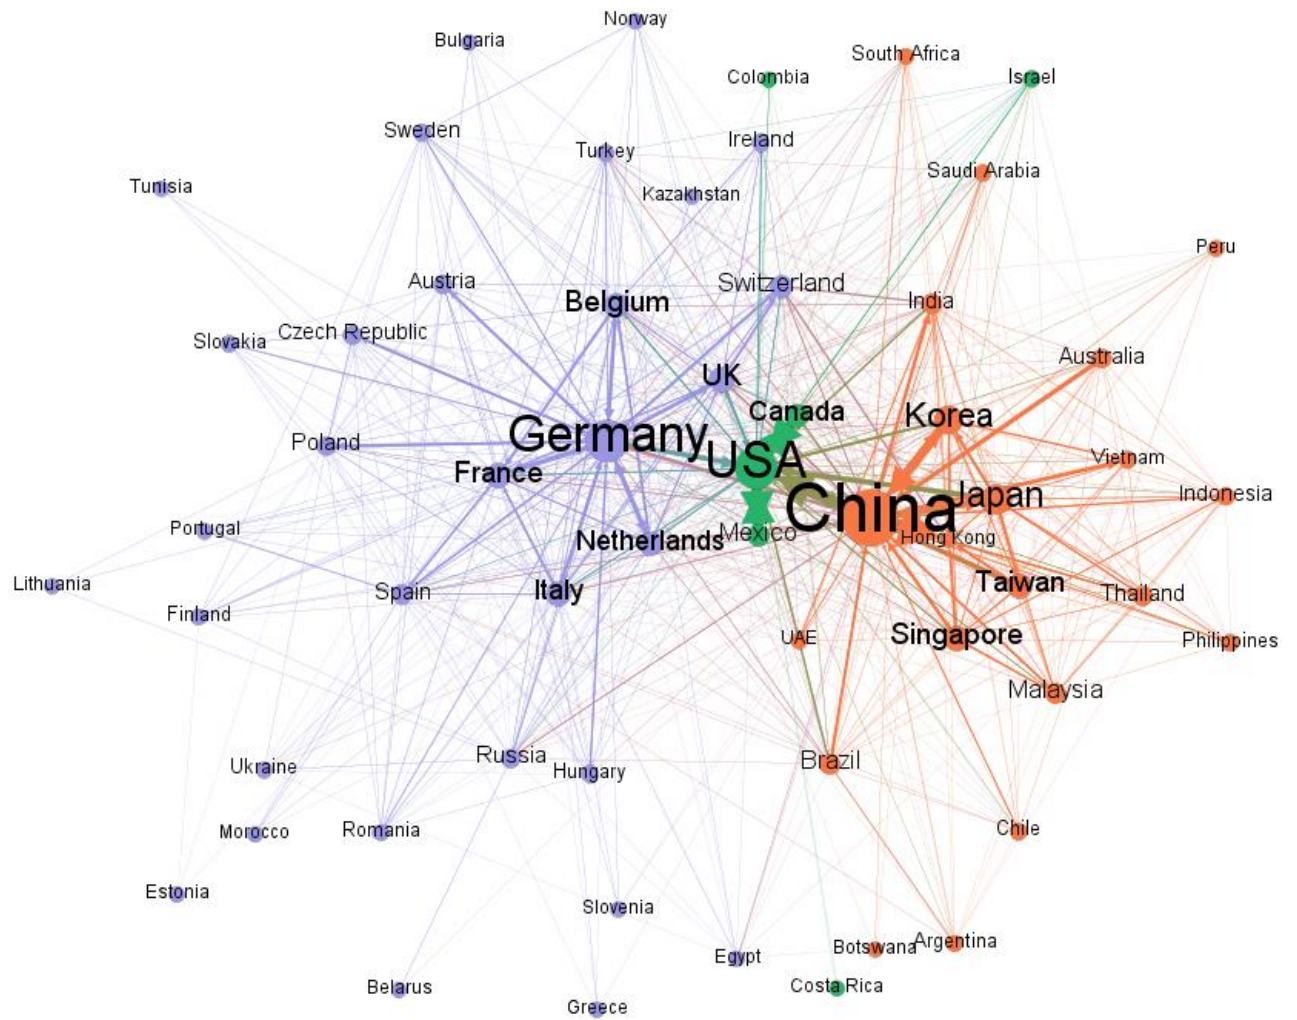 Norway
Bulgaria
South Africa
Colombia
Israel
Sweden
Ireland
Turkey
Saudi Arabia
Tunisia
Kazakhstan
Peru
Austria
Switzerland
Belgium
India
Czech Republic
Slovakia
Australia
UK
Canada
Korea
Germany
Poland
USA
Vietnam
France
Indonesia
Japan
China
Portugal
Mexico
Hong Kong
Netherlands
Lithuania
Taiwan
Italy
Spain
Thailand
Finland
Singapore
UAE
Philippines
Malaysia
Russia
Brazil
Ukraine
Hungary
Chile
Morocco
Romania
Estonia
Slovenia
Argentina
Botswana
Egypt
Costa Rica
Belarus
Greece